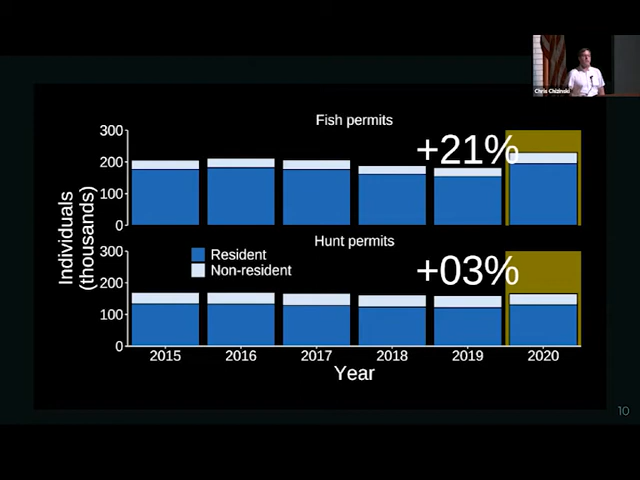 Chris Chizinski
Fish permits
300
200
100
0
+21%
Hunt permits
300
200
100
0
+03%
Resident
Non-resident
Individuals
(thousands)
2015 2016 2017 2018 2019 2020
Year
10